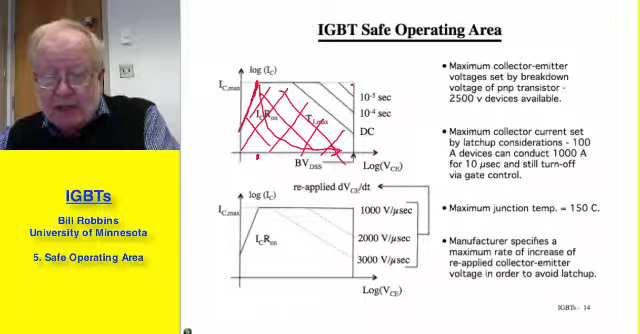 IGBTs
Bill Robbins
University of Minnesota
5. Safe Operating Area
IGBT Safe Operating Area
log (I_C)
I_C,max
10^-5 sec
10^-4 sec
DC
I_C R_on
T_J,max
BV_DSS
Log(V_CE)
re-applied dV_CE/dt
log (I_C)
I_C,max
1000 V/µsec
2000 V/µsec
3000 V/µsec
I_C R_on
Log(V_CE)
• Maximum collector-emitter
voltages set by breakdown
voltage of pnp transistor -
2500 v devices available.
• Maximum collector current set
by latchup considerations - 100
A devices can conduct 1000 A
for 10 µsec and still turn-off
via gate control.
• Maximum junction temp. = 150 C.
• Manufacturer specifies a
maximum rate of increase of
re-applied collector-emitter
voltage in order to avoid latchup.
IGBTs - 14